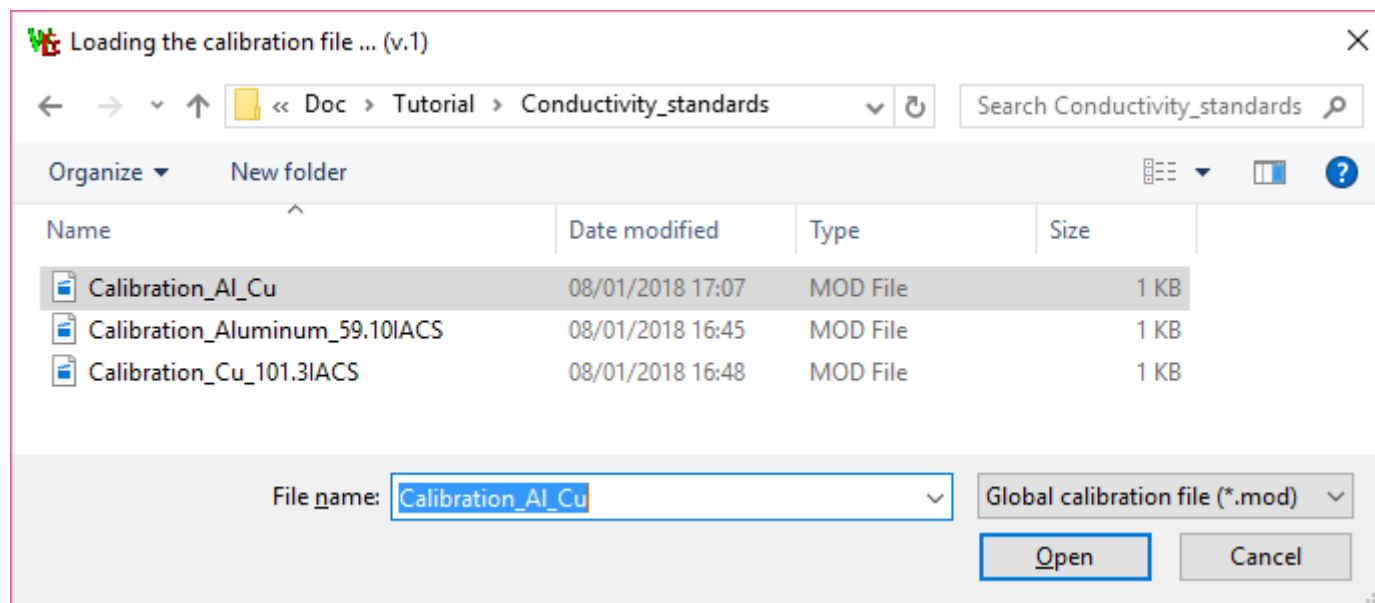 Loading the calibration file ... (v.1)
« Doc › Tutorial › Conductivity_standards Search Conductivity_standards
Organize New folder
Name Date modified Type Size
Calibration_Al_Cu 08/01/2018 17:07 MOD File 1 KB
Calibration_Aluminum_59.10IACS 08/01/2018 16:45 MOD File 1 KB
Calibration_Cu_101.3IACS 08/01/2018 16:48 MOD File 1 KB
File name: Calibration_Al_Cu Global calibration file (*.mod)
Open Cancel